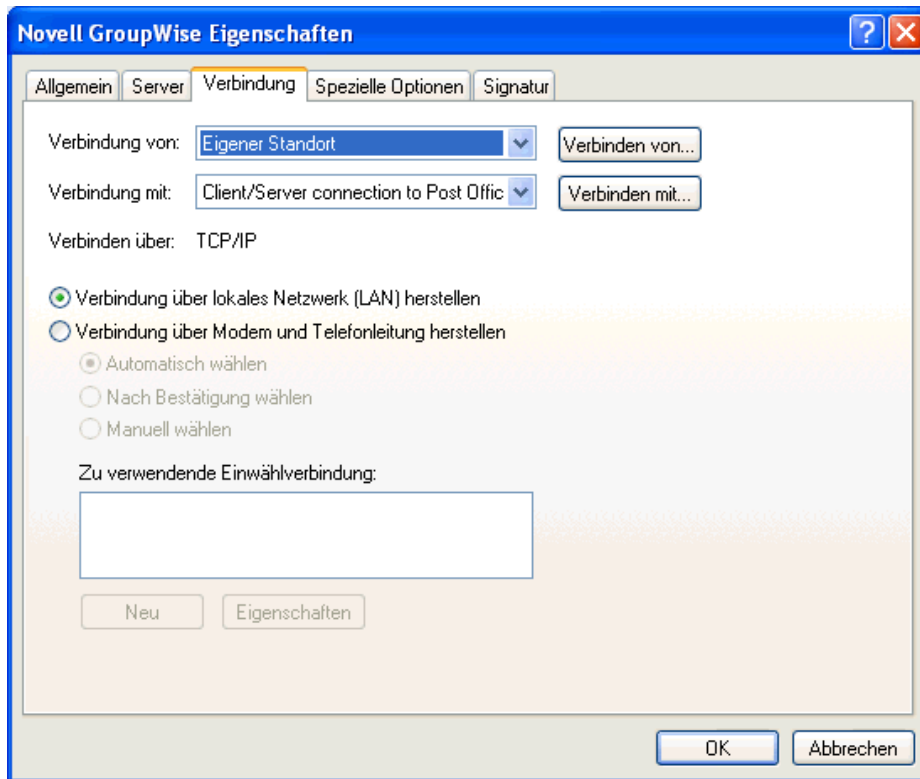 Novell GroupWise Eigenschaften
Allgemein Server Verbindung Spezielle Optionen Signatur
Verbindung von: Eigener Standort Verbinden von...
Verbindung mit: Client/Server connection to Post Offic Verbinden mit...
Verbinden über: TCP/IP
Verbindung über lokales Netzwerk (LAN) herstellen
Verbindung über Modem und Telefonleitung herstellen
Automatisch wählen
Nach Bestätigung wählen
Manuell wählen
Zu verwendende Einwählverbindung:
Neu Eigenschaften
OK Abbrechen